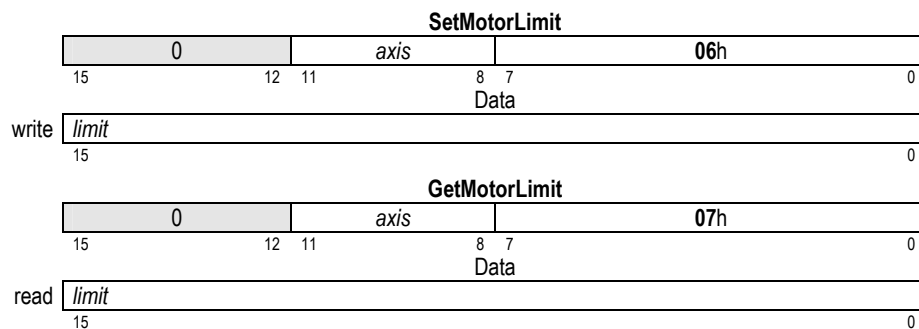 SetMotorLimit
0 axis 06h
15 12 11 8 7 0
Data
write limit
15 0
GetMotorLimit
0 axis 07h
15 12 11 8 7 0
Data
read limit
15 0